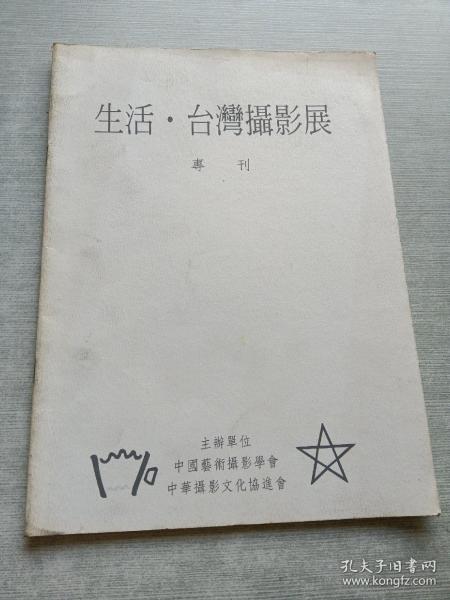 生活·台灣攝影展
專刊
主辦單位
中國藝術攝影學會
中華攝影文化協進會
孔夫子旧书网
www.kongfz.com